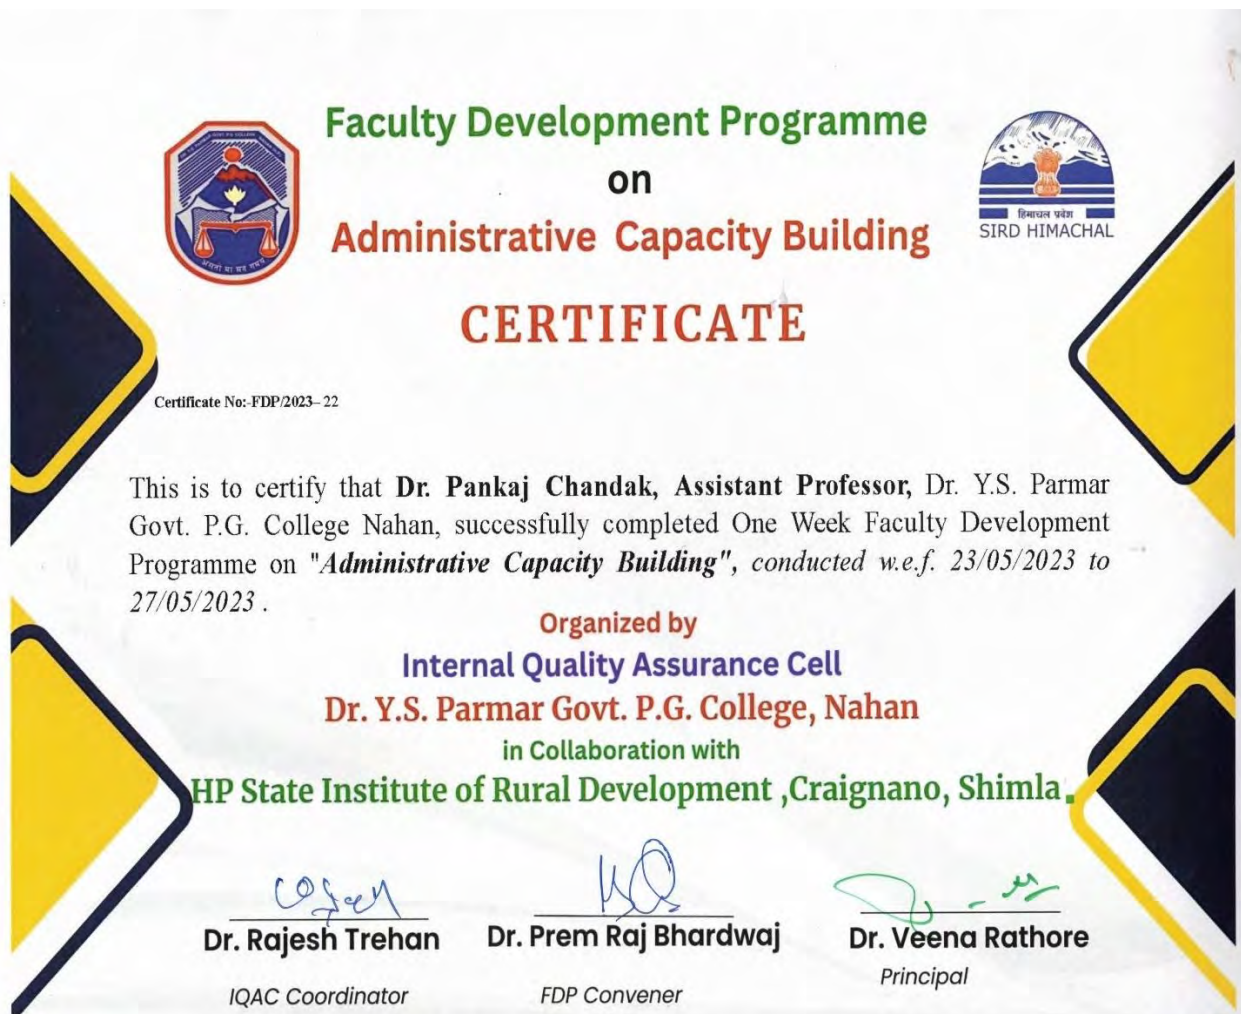 Faculty Development Programme
on
Administrative Capacity Building
हिमाचल प्रदेश
SIRD HIMACHAL
CERTIFICATE
Certificate No:-FDP/2023-22
This is to certify that Dr. Pankaj Chandak, Assistant Professor, Dr. Y.S. Parmar
Govt. P.G. College Nahan, successfully completed One Week Faculty Development
Programme on "Administrative Capacity Building", conducted w.e.f. 23/05/2023 to
27/05/2023 .
Organized by
Internal Quality Assurance Cell
Dr. Y.S. Parmar Govt. P.G. College, Nahan
in Collaboration with
HP State Institute of Rural Development ,Craignano, Shimla.
Dr. Rajesh Trehan
Dr. Prem Raj Bhardwaj
Dr. Veena Rathore
IQAC Coordinator
FDP Convener
Principal